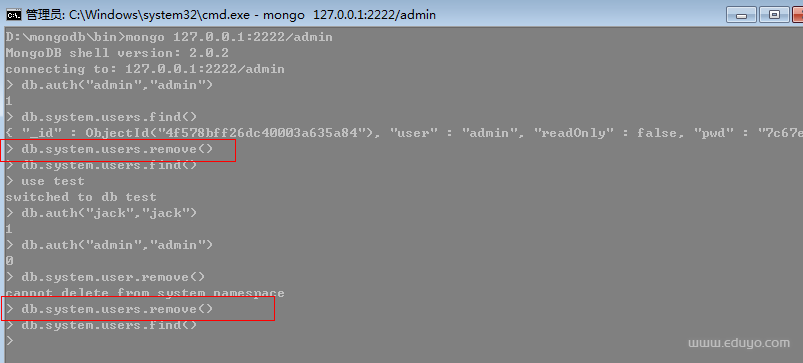 管理员: C:\Windows\system32\cmd.exe - mongo  127.0.0.1:2222/admin
D:\mongodb\bin>mongo 127.0.0.1:2222/admin
MongoDB shell version: 2.0.2
connecting to: 127.0.0.1:2222/admin
> db.auth("admin","admin")
1
> db.system.users.find()
{ "_id" : ObjectId("4f578bff26dc40003a635a84"), "user" : "admin", "readOnly" : false, "pwd" : "7c67e
> db.system.users.remove()
> db.system.users.find()
> use test
switched to db test
> db.auth("jack","jack")
1
> db.auth("admin","admin")
0
> db.system.user.remove()
cannot delete from system namespace
> db.system.users.remove()
> db.system.users.find()
>
www.eduyo.com